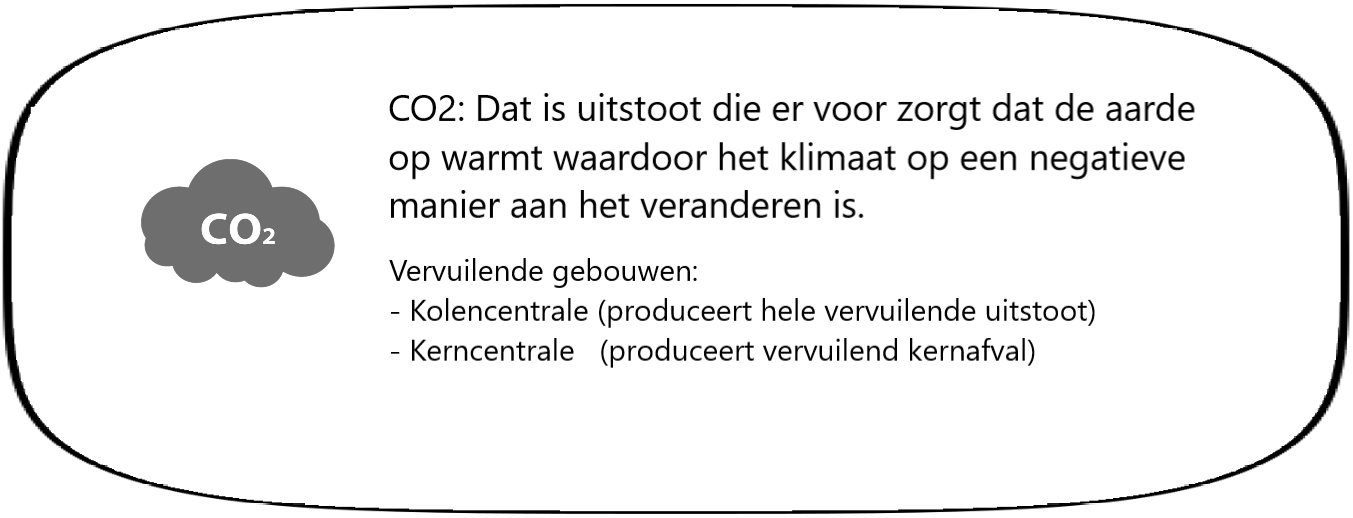 CO2: Dat is uitstoot die er voor zorgt dat de aarde
op warmt waardoor het klimaat op een negatieve
manier aan het veranderen is.
CO₂
Vervuilende gebouwen:
- Kolencentrale (produceert hele vervuilende uitstoot)
- Kerncentrale (produceert vervuilend kernafval)